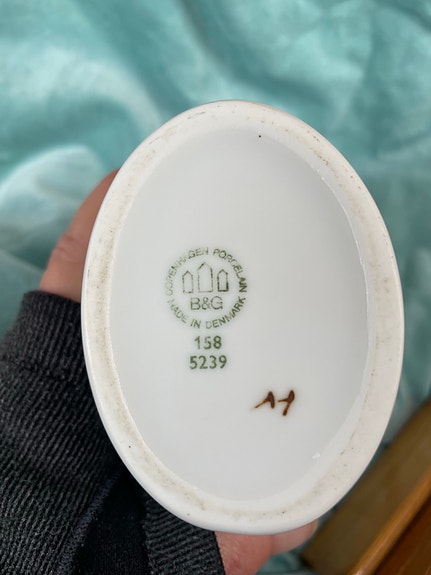 COPENHAGEN PORCELAIN
B&G
MADE IN DENMARK
158
5239